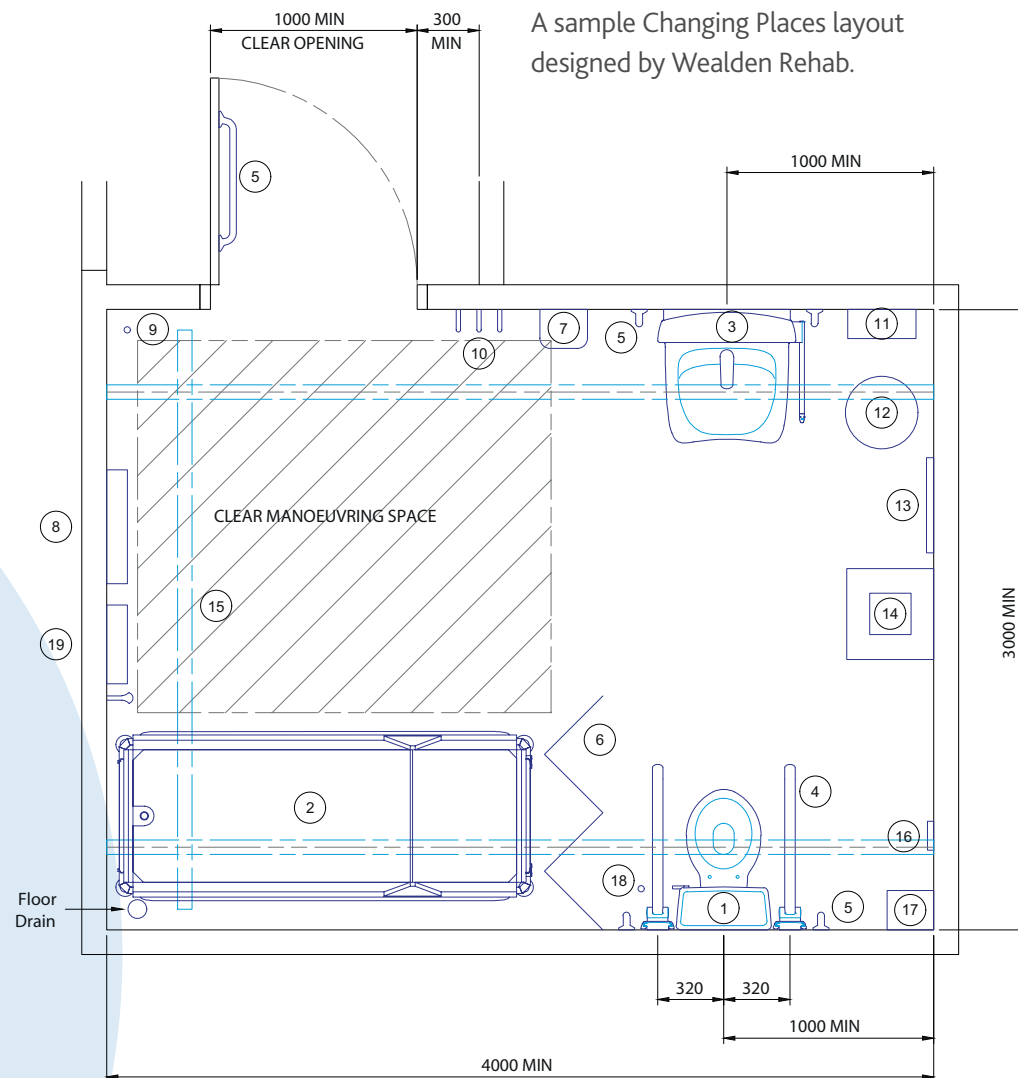 1000 MIN
CLEAR OPENING
300
MIN
A sample Changing Places layout
designed by Wealden Rehab.
5
1000 MIN
9
10
7
5
3
11
12
8
CLEAR MANOEUVRING SPACE
13
15
14
19
3000 MIN
6
2
4
16
18
Floor
Drain
1
5
17
320
320
1000 MIN
4000 MIN